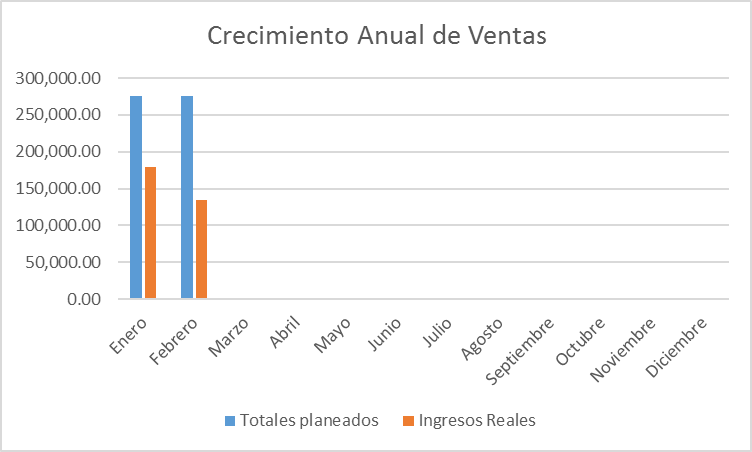 Crecimiento Anual de Ventas
300,000.00
250,000.00
200,000.00
150,000.00
100,000.00
50,000.00
0.00
Enero
Febrero
Marzo
Abril
Mayo
Junio
Julio
Agosto
Septiembre
Octubre
Noviembre
Diciembre
Totales planeados
Ingresos Reales